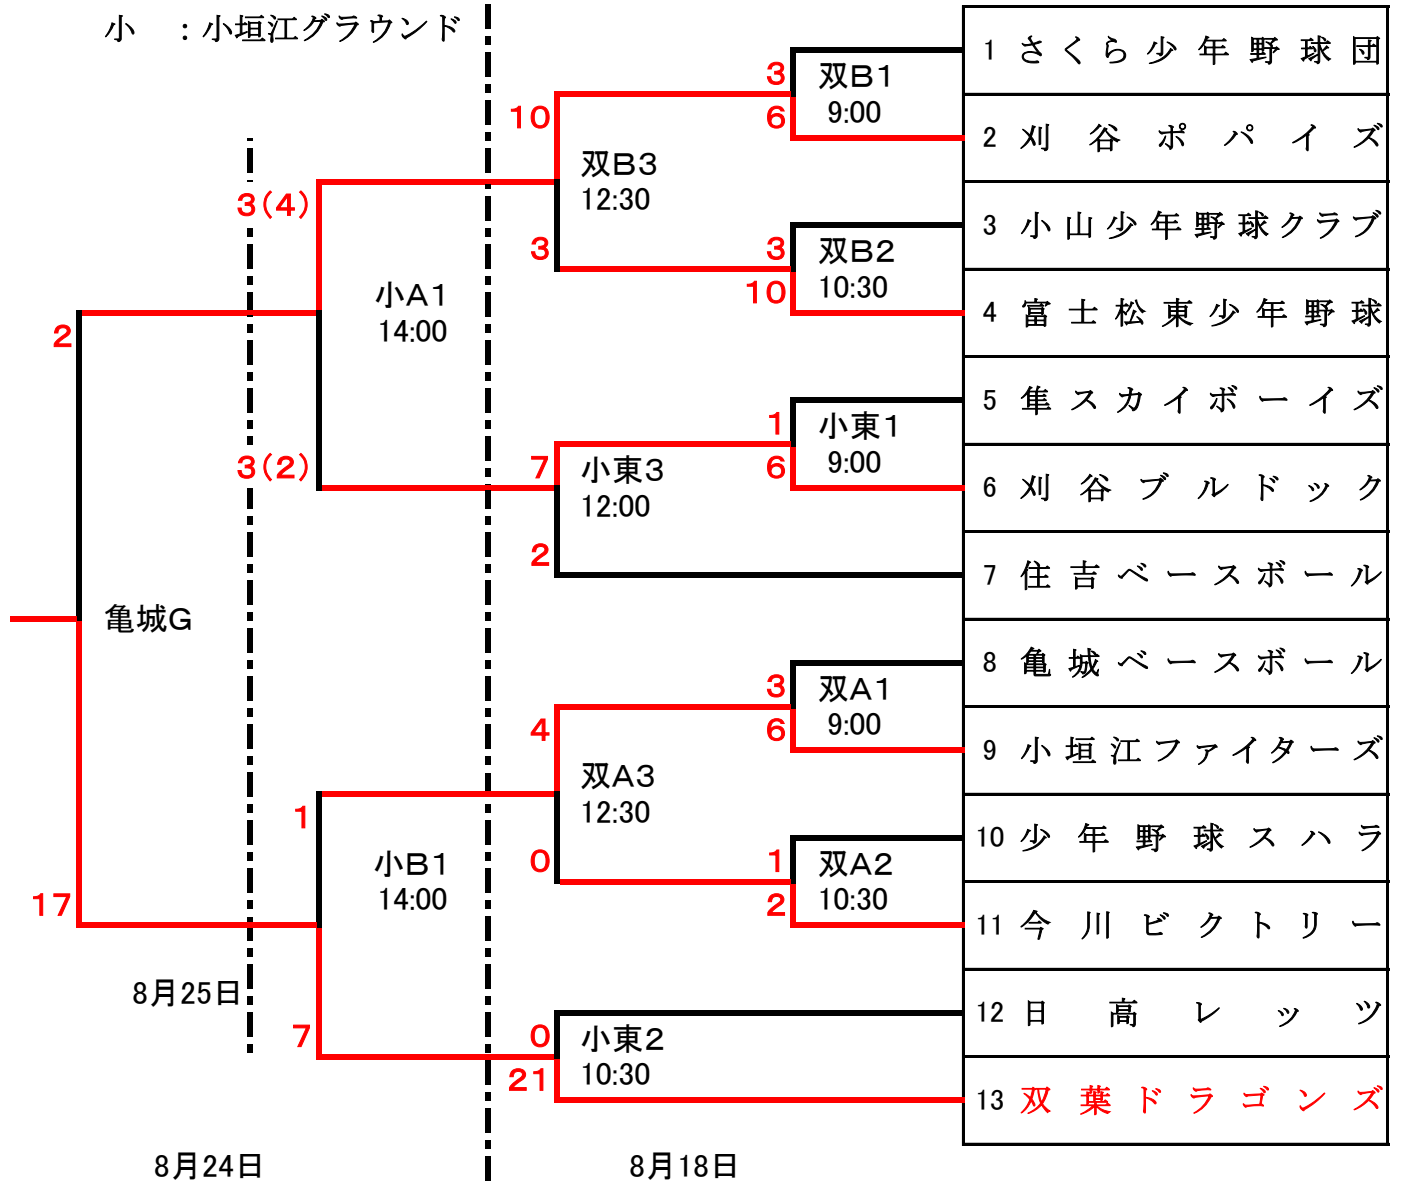 小　：小垣江グラウンド
1 さくら少年野球団
3 双B1
10 6 9:00
2 刈谷ポパイズ
双B3
3(4) 12:30
3 小山少年野球クラブ
3 3 双B2
小A1 10 10:30
2 14:00
4 富士松東少年野球
5 隼スカイボーイズ
1 小東1
3(2) 7 小東3 6 9:00
6 刈谷ブルドック
12:00
2
7 住吉ベースボール
亀城G
8 亀城ベースボール
3 双A1
4 6 9:00
9 小垣江ファイターズ
双A3
1 12:30
10 少年野球スハラ
小B1 0 1 双A2
17 14:00 2 10:30
11 今川ビクトリー
8月25日
12 日高レッツ
7 0 小東2
21 10:30
13 双葉ドラゴンズ
8月24日 8月18日